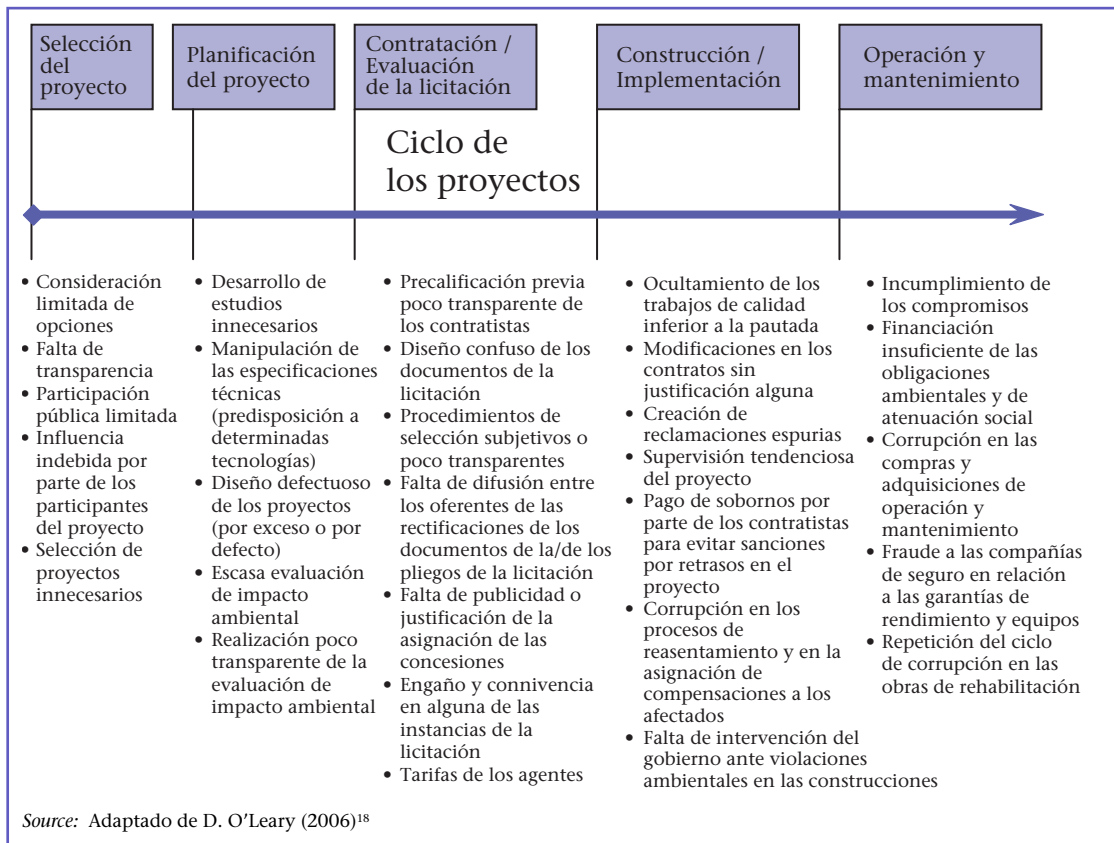 Selección
del
proyecto
Planificación
del proyecto
Contratación /
Evaluación
de la licitación
Construcción /
Implementación
Operación y
mantenimiento
Ciclo de
los proyectos
• Consideración
limitada de
opciones
• Falta de
transparencia
• Participación
pública limitada
• Influencia
indebida por
parte de los
participantes
del proyecto
• Selección de
proyectos
innecesarios
• Desarrollo de
estudios
innecesarios
• Manipulación de
las especificaciones
técnicas
(predisposición a
determinadas
tecnologías)
• Diseño defectuoso
de los proyectos
(por exceso o por
defecto)
• Escasa evaluación
de impacto
ambiental
• Realización poco
transparente de la
evaluación de
impacto ambiental
• Precalificación previa
poco transparente de
los contratistas
• Diseño confuso de los
documentos de la
licitación
• Procedimientos de
selección subjetivos o
poco transparentes
• Falta de difusión entre
los oferentes de las
rectificaciones de los
documentos de la/de los
pliegos de la licitación
• Falta de publicidad o
justificación de la
asignación de las
concesiones
• Engaño y connivencia
en alguna de las
instancias de la
licitación
• Tarifas de los agentes
• Ocultamiento de los
trabajos de calidad
inferior a la pautada
• Modificaciones en los
contratos sin
justificación alguna
• Creación de
reclamaciones espurias
• Supervisión tendenciosa
del proyecto
• Pago de sobornos por
parte de los contratistas
para evitar sanciones
por retrasos en el
proyecto
• Corrupción en los
procesos de
reasentamiento y en la
asignación de
compensaciones a los
afectados
• Falta de intervención del
gobierno ante violaciones
ambientales en las construcciones
• Incumplimiento de
los compromisos
• Financiación
insuficiente de las
obligaciones
ambientales y de
atenuación social
• Corrupción en las
compras y
adquisiciones de
operación y
mantenimiento
• Fraude a las compañías
de seguro en relación
a las garantías de
rendimiento y equipos
• Repetición del ciclo
de corrupción en las
obras de rehabilitación
Source: Adaptado de D. O'Leary (2006)¹⁸